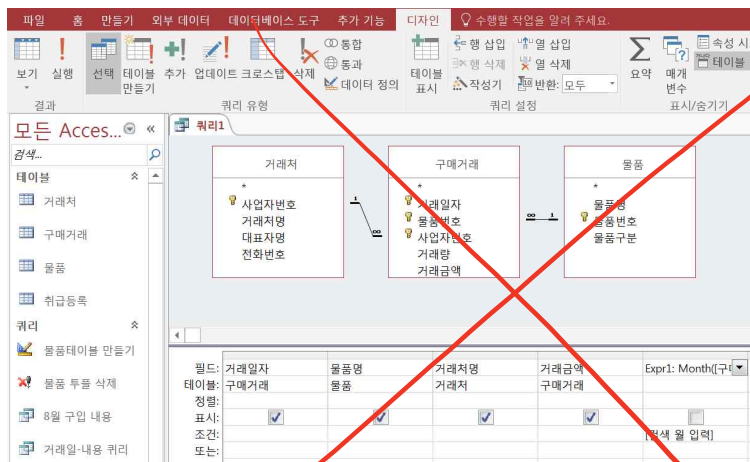 파일 홈 만들기 외부 데이터 데이터베이스 도구 추가 기능 디자인 수행할 작업을 알려 주세요.
보기 실행 선택 테이블 만들기 추가 업데이트 크로스탭 삭제 통합 통과 데이터 정의 테이블 표시 행 삽입 행 삭제 작성기 열 삽입 열 삭제 반환: 모두 요약 매개 변수 속성 시 테이블
결과 쿼리 유형 쿼리 설정 표시/숨기기
모든 Acces... «
검색...
테이블
거래처
구매거래
물품
취급등록
쿼리
물품테이블 만들기
물품 투플 삭제
8월 구입 내용
거래일-내용 쿼리
쿼리1
거래처
*
사업자번호
거래처명
대표자명
전화번호
1 ∞
구매거래
*
거래일자
물품번호
사업자번호
거래량
거래금액
∞ 1
물품
*
물품명
물품번호
물품구분
필드: 거래일자 물품명 거래처명 거래금액 Expr1: Month([구
테이블: 구매거래 물품 거래처 구매거래
정렬:
표시:
조건: [검색 월 입력]
또는: